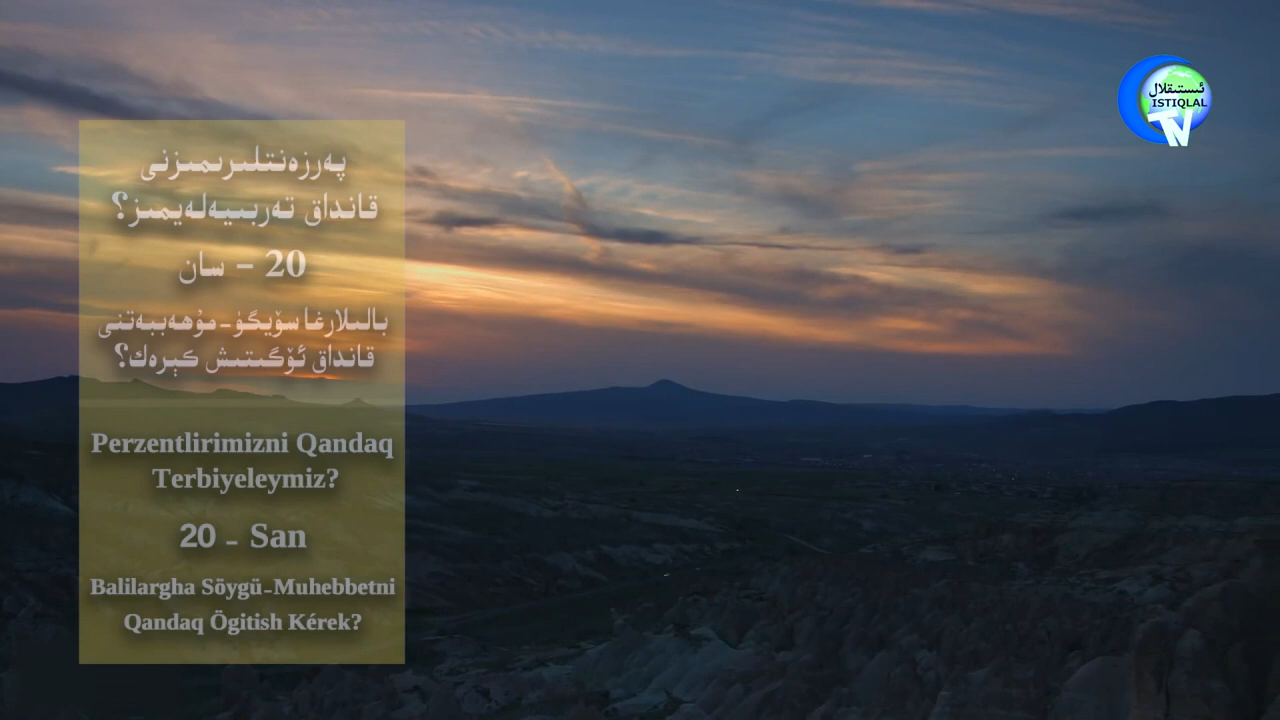 پەرزەنتلىرىمىزنى
قانداق تەربىيەلەيمىز؟
20 - سان
بالىلارغا سۆيگۈ-مۇھەببەتنى
قانداق ئۆگىتىش كېرەك؟
Perzentlirimizni Qandaq
Terbiyeleymiz?
20 - San
Balilargha Söygü-Muhebbetni
Qandaq Ögitish Kérek?
ئىستىقلال
ISTIQLAL
TV